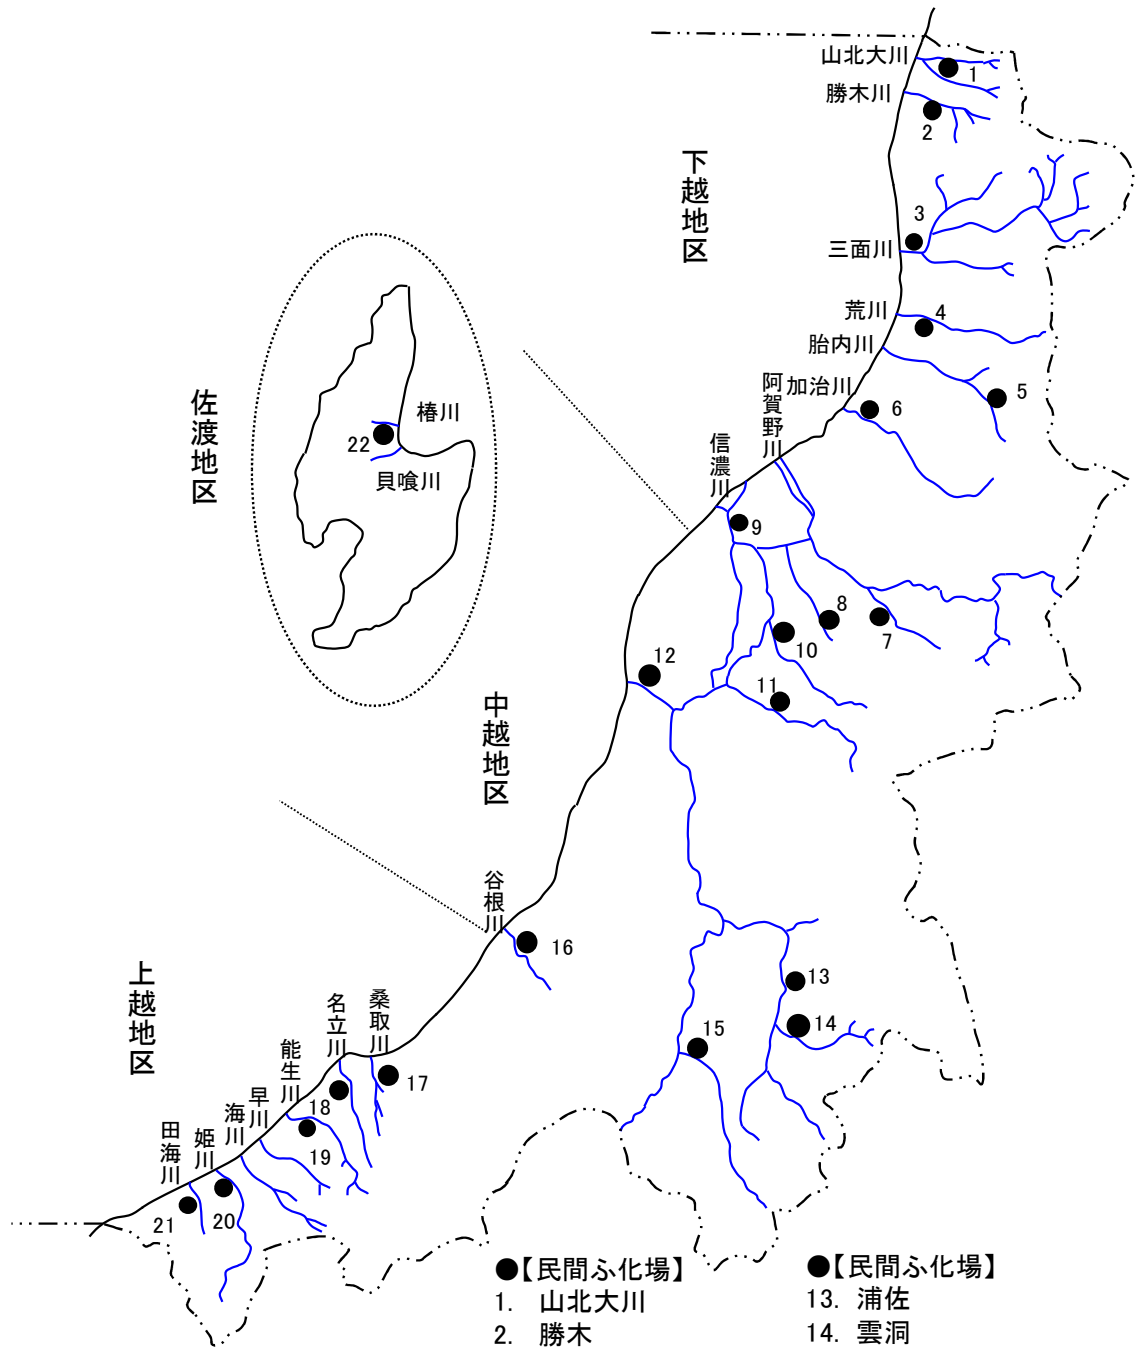 山北大川
1
勝木川
2
下越地区
3
三面川
荒川
4
胎内川
阿賀野川
加治川
5
6
佐渡地区
椿川
22
貝喰川
信濃川
9
8
7
10
12
11
中越地区
谷根川
16
13
14
15
上越地区
桑取川
名立川
17
能生川
18
早川
19
海川
姫川
田海川
21
20
●【民間ふ化場】
1. 山北大川
2. 勝木
●【民間ふ化場】
13. 浦佐
14. 雲洞